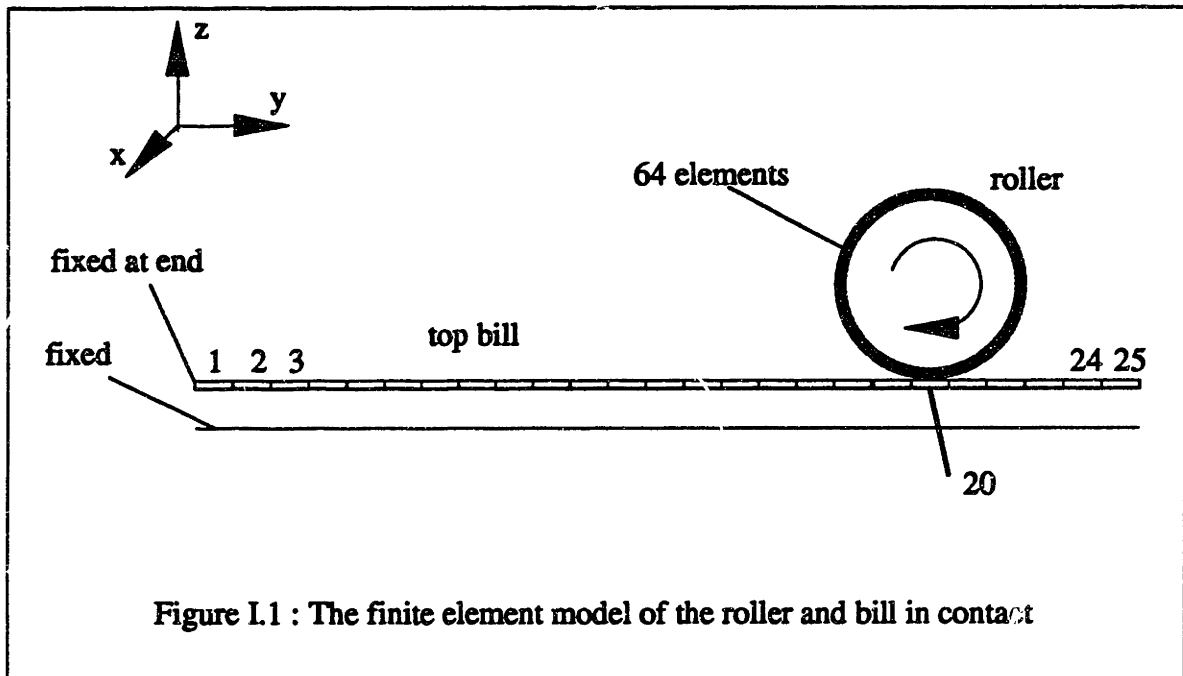 z
y
x
64 elements
roller
fixed at end
fixed
top bill
1 2 3
24 25
20
Figure I.1 : The finite element model of the roller and bill in contact